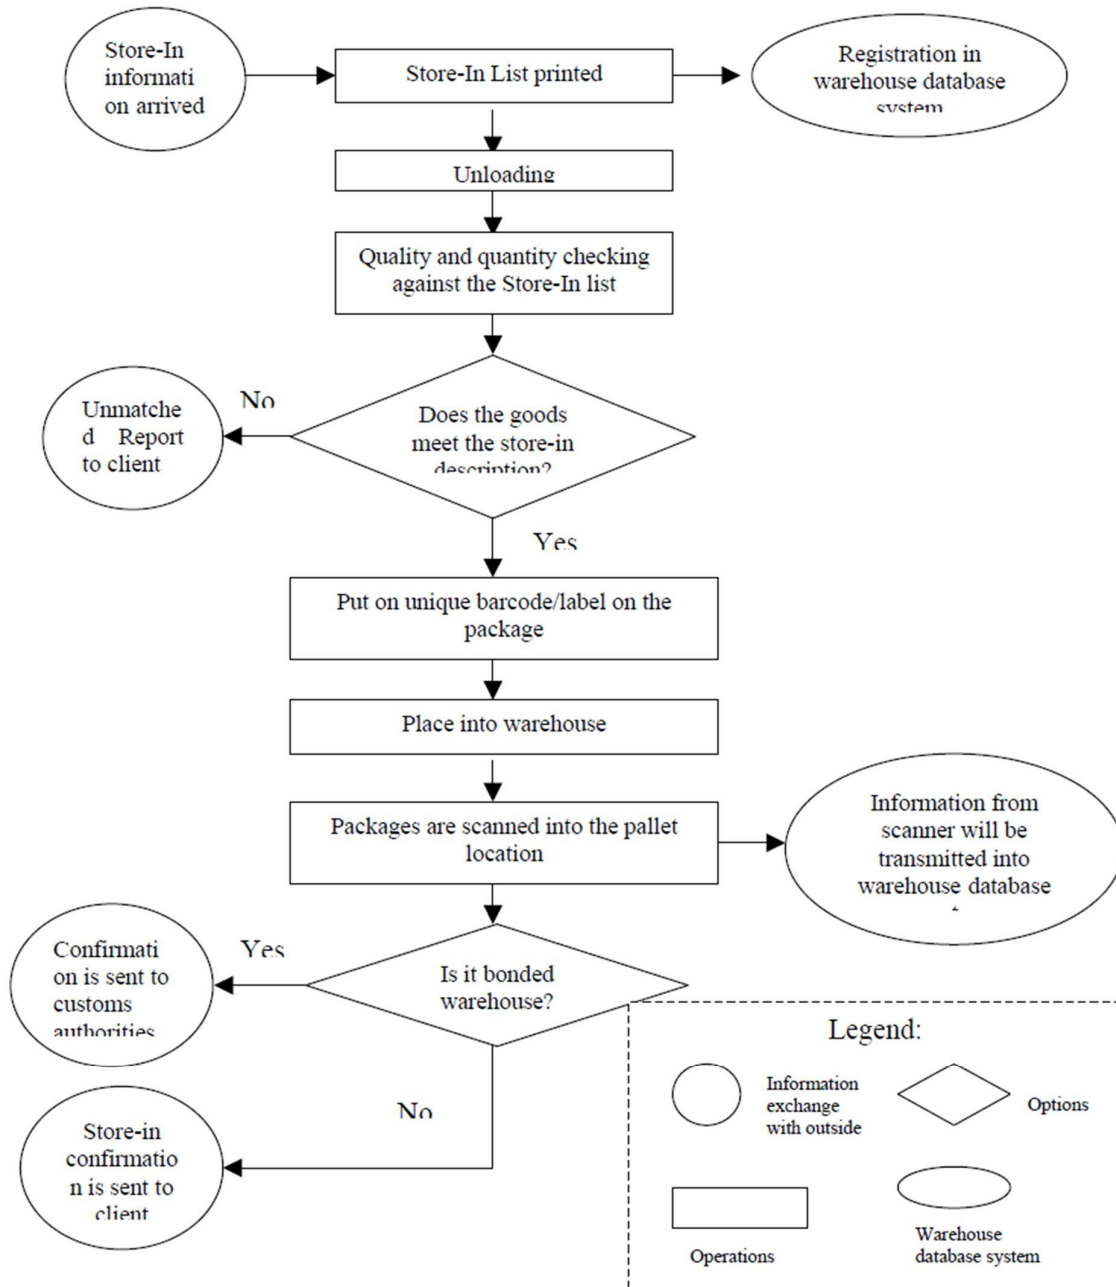 Store-In
informati
on arrived
Store-In List printed
Registration in
warehouse database
system
Unloading
Quality and quantity checking
against the Store-In list
Does the goods
meet the store-in
description?
No
Unmatche
d Report
to client
Yes
Put on unique barcode/label on the
package
Place into warehouse
Packages are scanned into the pallet
location
Information from
scanner will be
transmitted into
warehouse database
Is it bonded
warehouse?
Yes
Confirmati
on is sent to
customs
authorities
No
Store-in
confirmatio
n is sent to
client
Legend:
Information
exchange
with outside
Options
Operations
Warehouse
database system